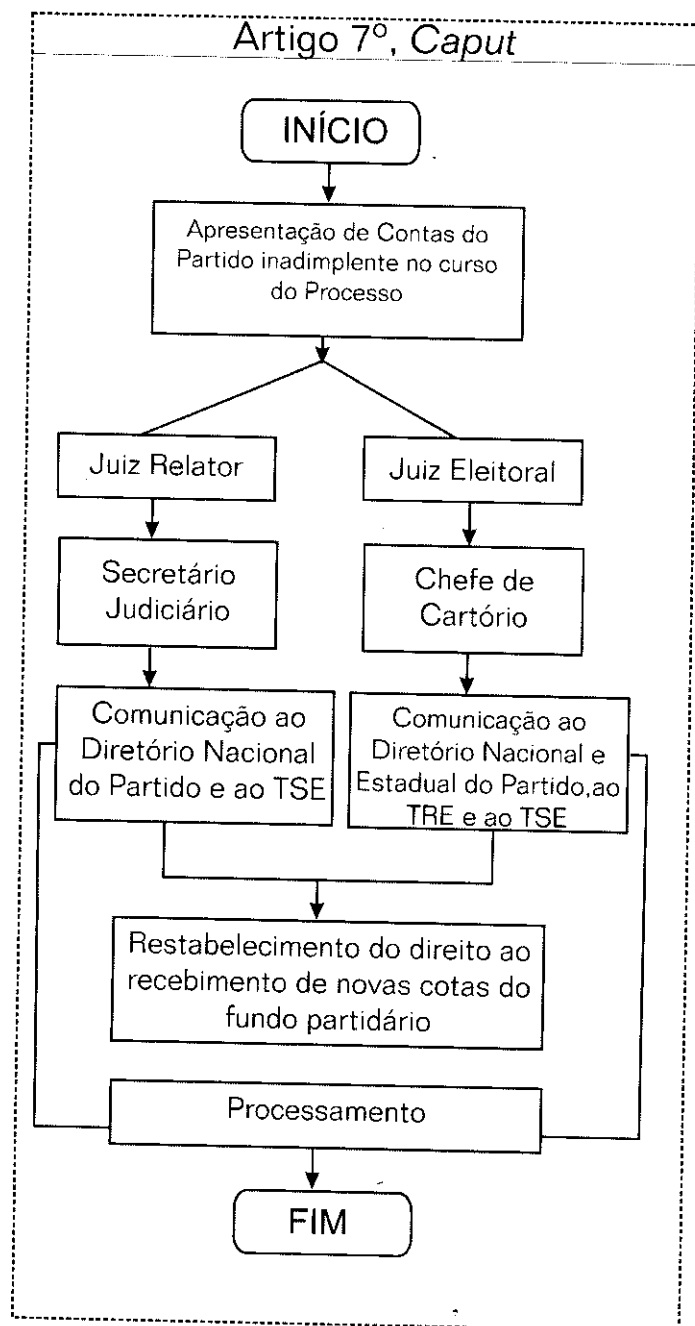 Artigo 7º, Caput
INÍCIO
Apresentação de Contas do
Partido inadimplente no curso
do Processo
Juiz Relator
Juiz Eleitoral
Secretário
Judiciário
Chefe de
Cartório
Comunicação ao
Diretório Nacional
do Partido e ao TSE
Comunicação ao
Diretório Nacional e
Estadual do Partido,ao
TRE e ao TSE
Restabelecimento do direito ao
recebimento de novas cotas do
fundo partidário
Processamento
FIM